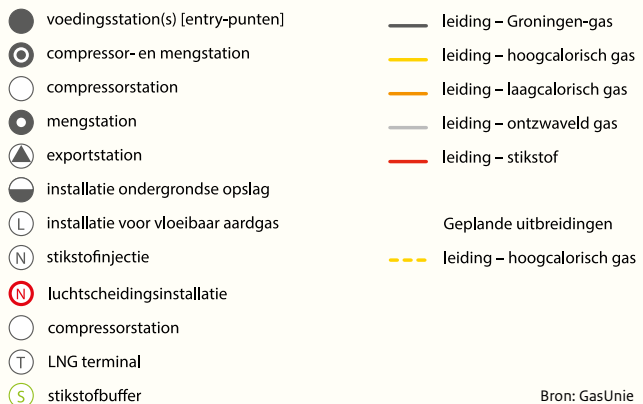 voedingsstation(s) [entry-punten]
compressor- en mengstation
compressorstation
mengstation
exportstation
installatie ondergrondse opslag
L installatie voor vloeibaar aardgas
N stikstofinjectie
N luchtscheidingsinstallatie
compressorstation
T LNG terminal
S stikstofbuffer
leiding – Groningen-gas
leiding – hoogcalorisch gas
leiding – laagcalorisch gas
leiding – ontzwaveld gas
leiding – stikstof
Geplande uitbreidingen
leiding – hoogcalorisch gas
Bron: GasUnie